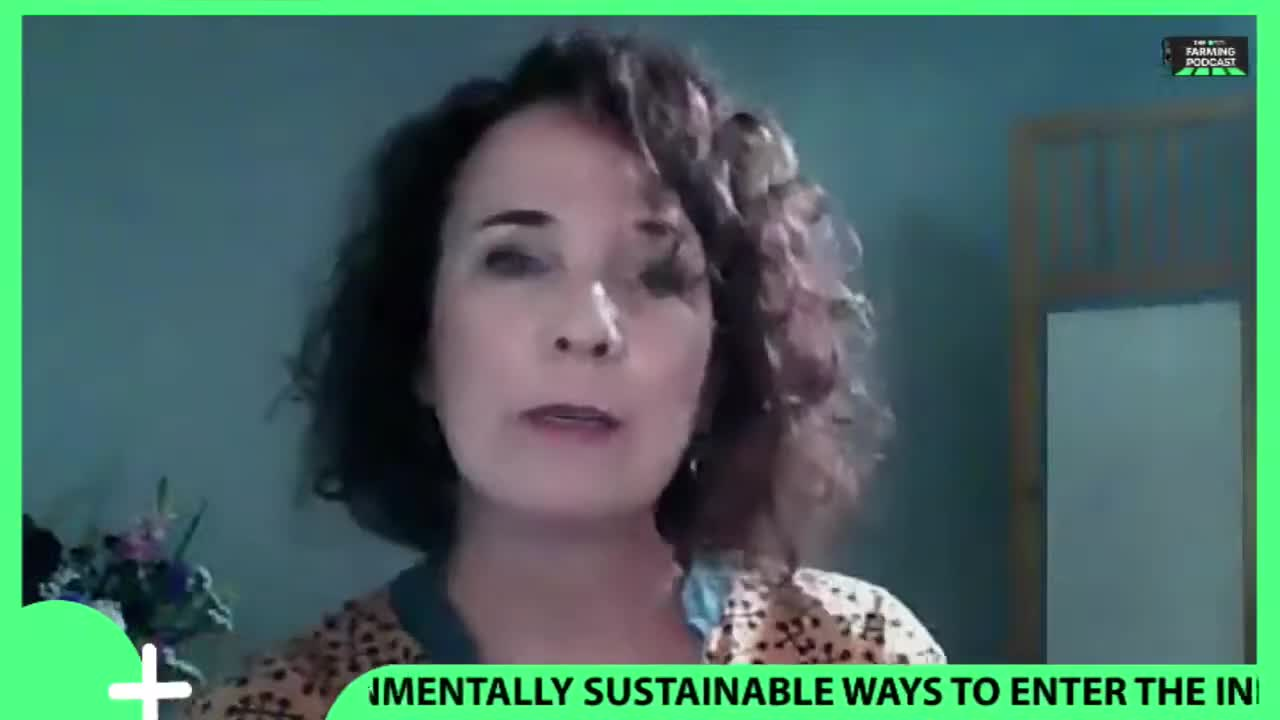 FARMING
PODCAST
NMENTALLY SUSTAINABLE WAYS TO ENTER THE IN